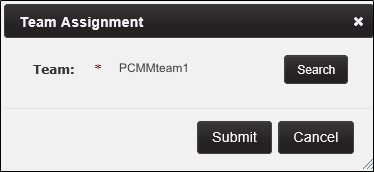 Team Assignment ✖
Team: * PCMMteam1 Search
Submit Cancel